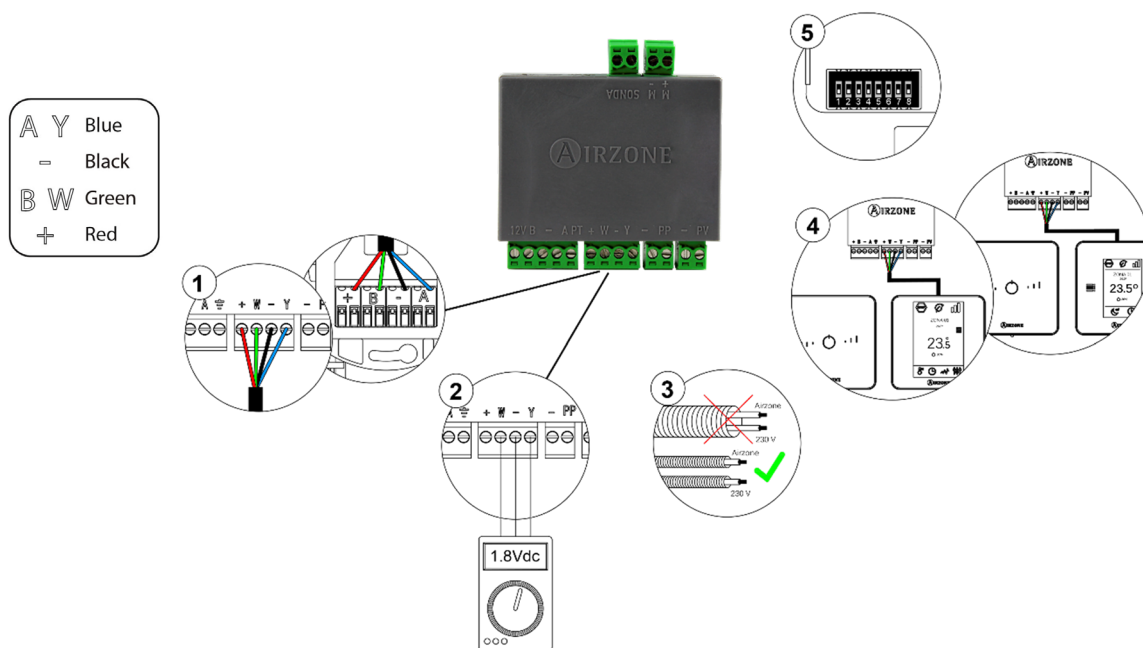 A Y Blue
- Black
B W Green
+ Red
1
A + W - Y - P
+ B - A
SONDA M M
- +
AIRZONE
12V B - A PT + W - Y - PP - PV
2
A + W - Y - PP
1.8Vdc
3
Airzone
230 V
Airzone
230 V
5
1 2 3 4 5 6 7 8
4
AIRZONE
23.5
AIRZONE
AIRZONE
23.5°